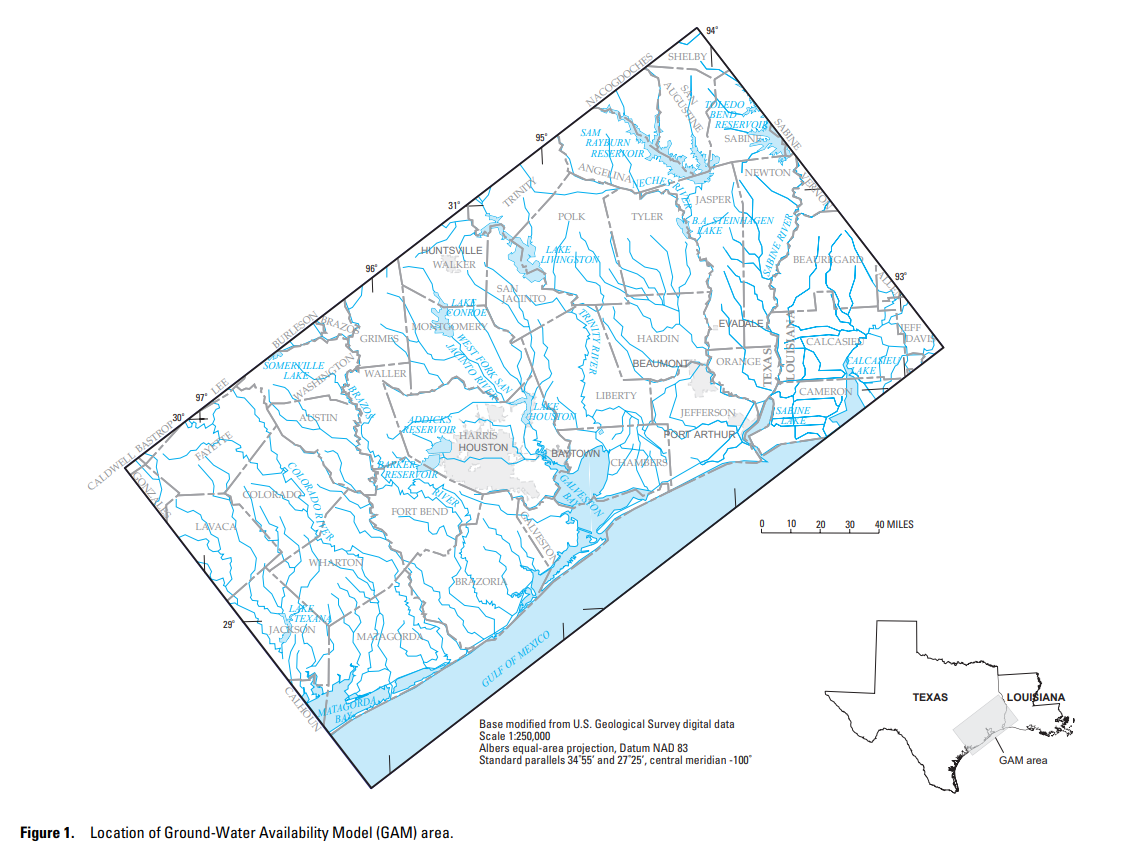 94°
SHELBY
NACOGDOCHES
SAN
AUGUSTINE
TOLEDO
BEND
RESERVOIR
SABINE
SABINE
95°
SAM
RAYBURN
RESERVOIR
ANGELINA
NECHES RIVER
NEWTON
VERNON
TRINITY
31°
JASPER
POLK
TYLER
B.A. STEINHAGEN
LAKE
SABINE RIVER
HUNTSVILLE
WALKER
LAKE
LIVINGSTON
BEAUREGARD
96°
93°
SAN
JACINTO
LAKE
CONROE
MONTGOMERY
BURLESON
BRAZOS
GRIMES
TRINITY RIVER
EVADALE
HARDIN
TEXAS
LOUISIANA
CALCASIEU
JEFF
DAVIS
WEST FORK SAN
JACINTO RIVER
SOMERVILLE
LAKE
WASHINGTON
WALLER
BEAUMONT
ORANGE
CALCASIEU
LAKE
LEE
97°
BRAZOS
LIBERTY
CAMERON
30°
AUSTIN
ADDICKS
RESERVOIR
LAKE
HOUSTON
JEFFERSON
SABINE
LAKE
CALDWELL
BASTROP
FAYETTE
HARRIS
HOUSTON
PORT ARTHUR
BAYTOWN
CHAMBERS
BARKER
RESERVOIR
GONZALES
COLORADO
COLORADO RIVER
RIVER
GALVESTON
BAY
FORT BEND
LAVACA
GALVESTON
0 10 20 30 40 MILES
WHARTON
BRAZORIA
LAKE
TEXANA
29°
JACKSON
MATAGORDA
GULF OF MEXICO
CALHOUN
MATAGORDA
BAY
TEXAS
LOUISIANA
GAM area
Base modified from U.S. Geological Survey digital data
Scale 1:250,000
Albers equal-area projection, Datum NAD 83
Standard parallels 34°55′ and 27°25′, central meridian -100°
Figure 1. Location of Ground-Water Availability Model (GAM) area.